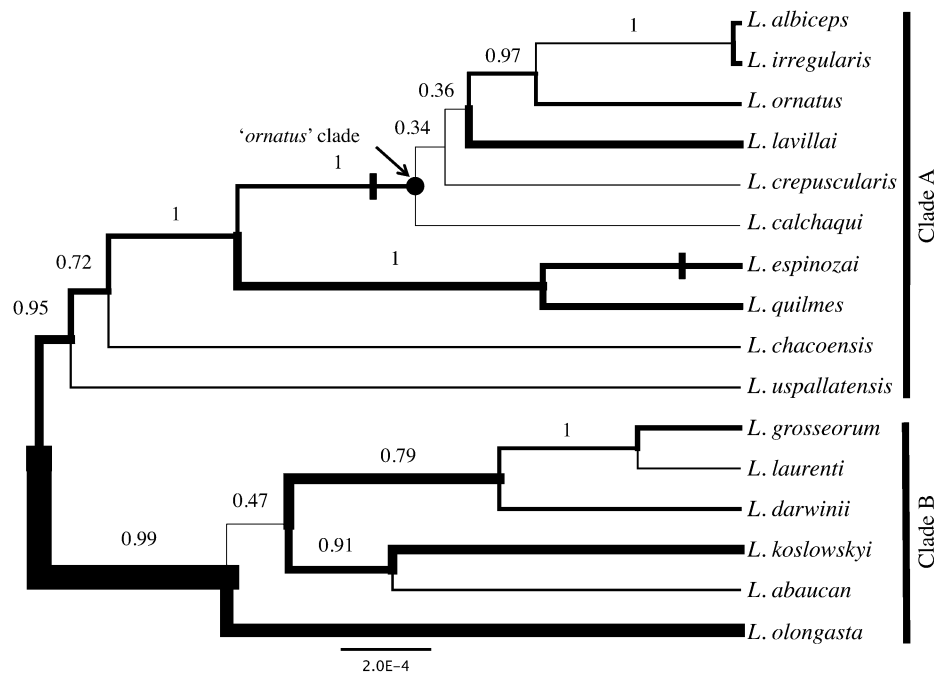 L. albiceps
1
L. irregularis
0.97
0.36
L. ornatus
0.34
'ornatus' clade
L. lavillai
1
L. crepuscularis
Clade A
1
L. calchaqui
1
L. espinozai
0.72
0.95
L. quilmes
L. chacoensis
L. uspallatensis
L. grosseorum
1
0.79
L. laurenti
0.47
L. darwinii
Clade B
0.99
0.91
L. koslowskyi
L. abaucan
L. olongasta
2.0E-4